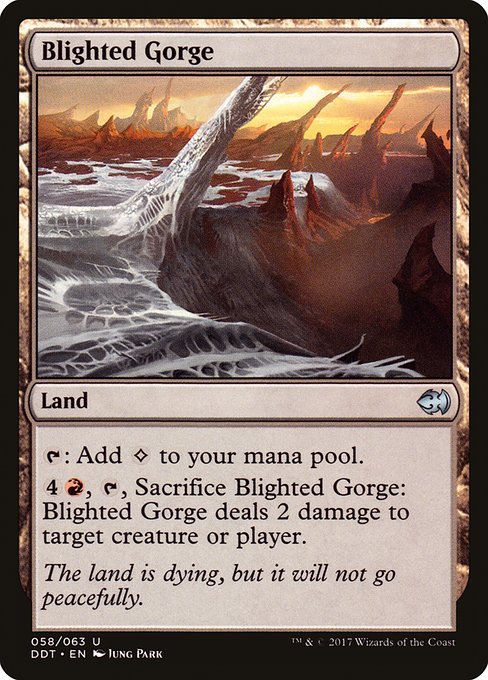 Blighted Gorge
Land
: Add to your mana pool.
4 , , Sacrifice Blighted Gorge:
Blighted Gorge deals 2 damage to
target creature or player.
The land is dying, but it will not go
peacefully.
058/063 U
DDT • EN Jung Park
™ & © 2017 Wizards of the Coast